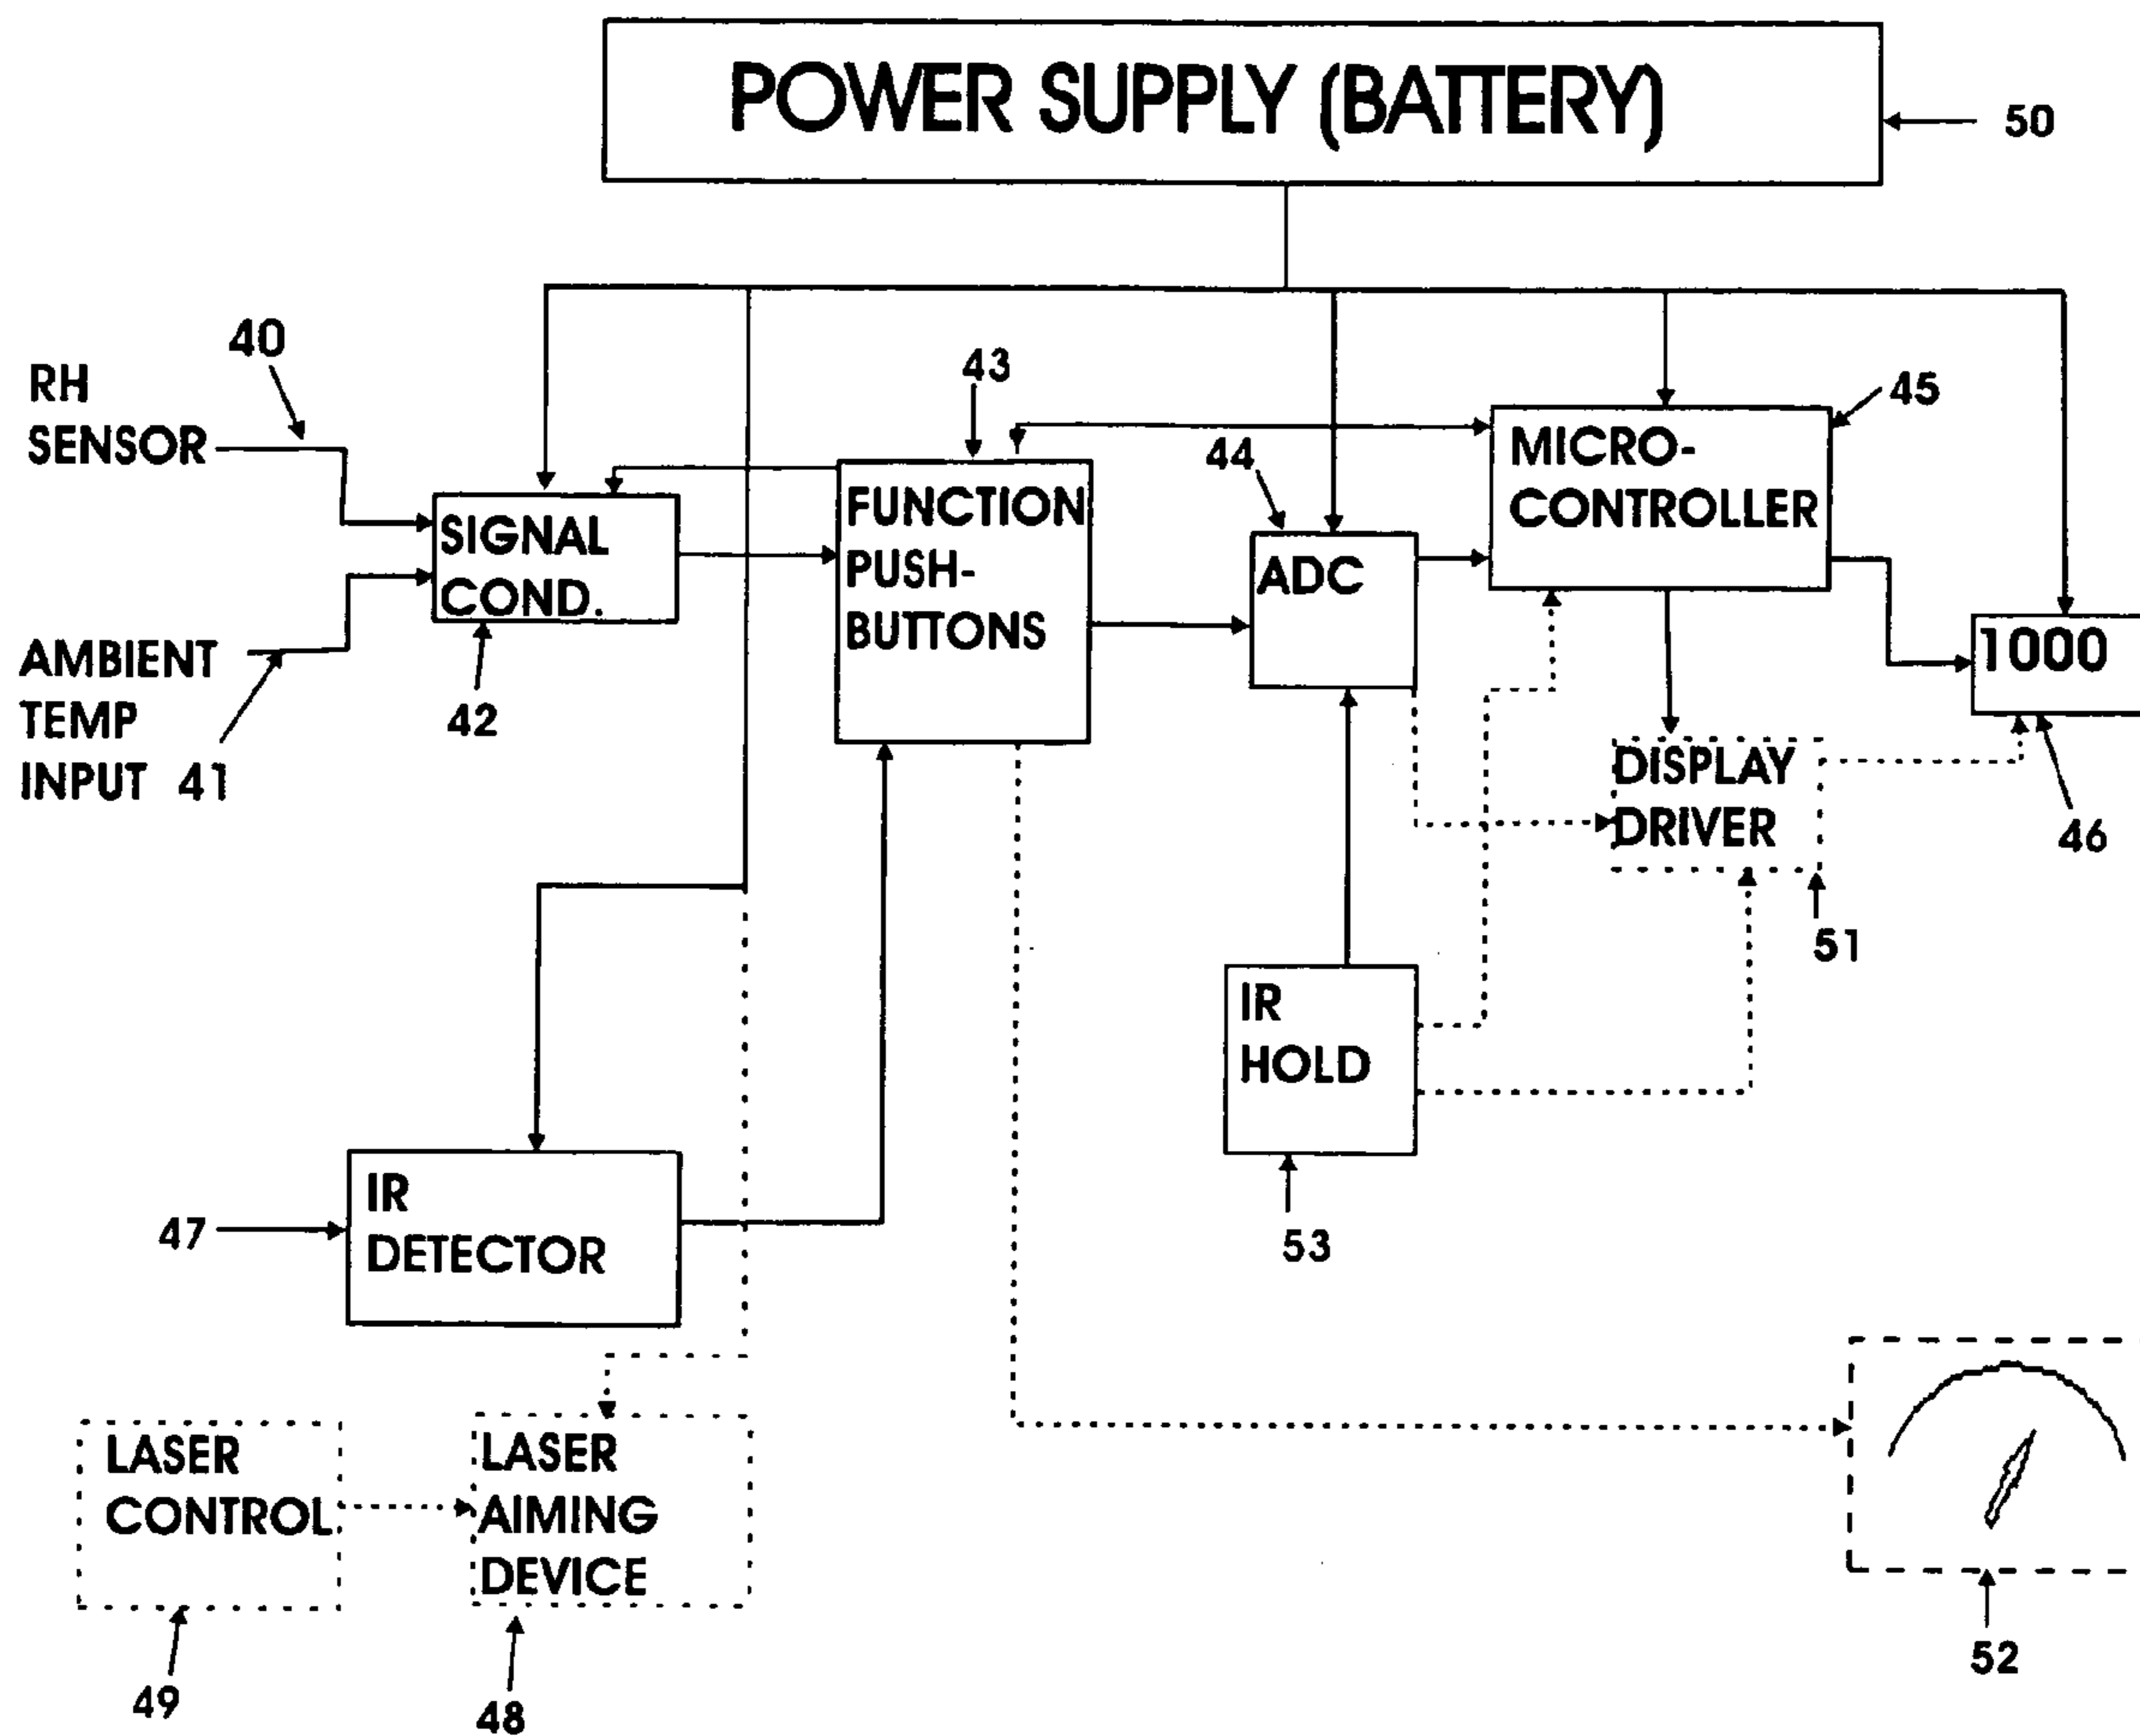 POWER SUPPLY (BATTERY)
50
40
RH
SENSOR
43
45
44
MICRO-
CONTROLLER
FUNCTION
PUSH-
BUTTONS
SIGNAL
COND.
ADC
1000
AMBIENT
TEMP
INPUT 41
42
DISPLAY
DRIVER
46
51
IR
HOLD
IR
DETECTOR
47
53
LASER
CONTROL
LASER
AIMING
DEVICE
52
49
48